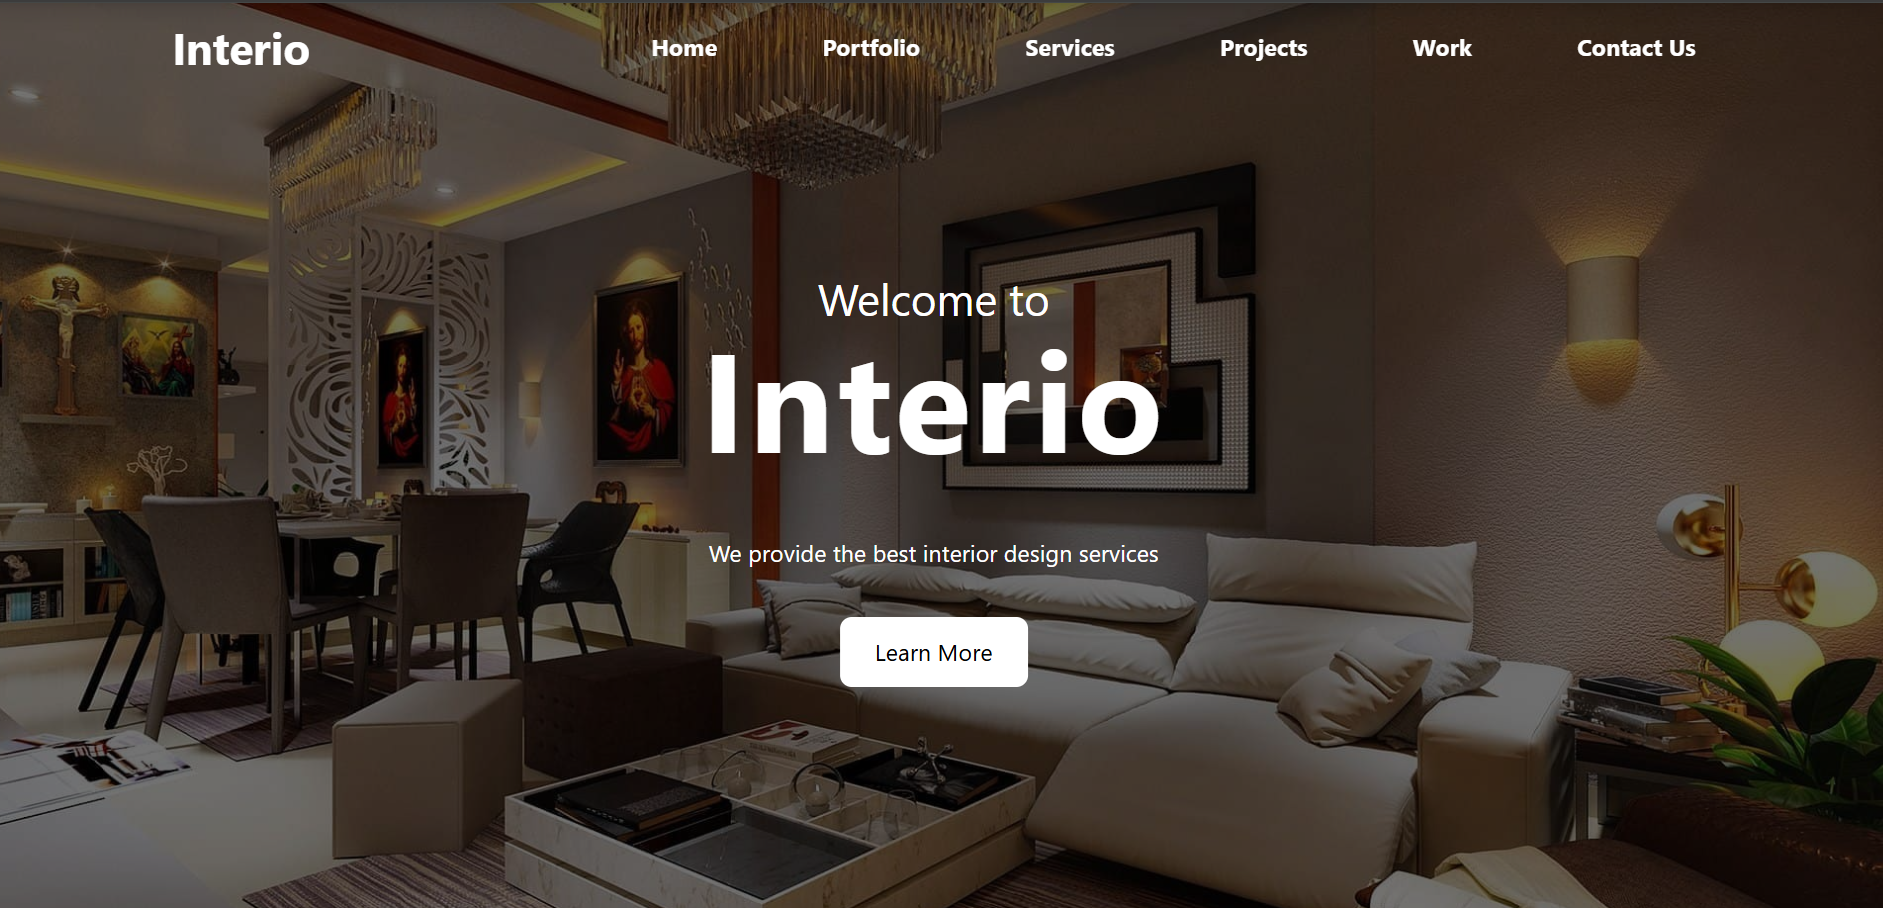 Interio
Home Portfolio Services Projects Work Contact Us
Welcome to
Interio
We provide the best interior design services
Learn More